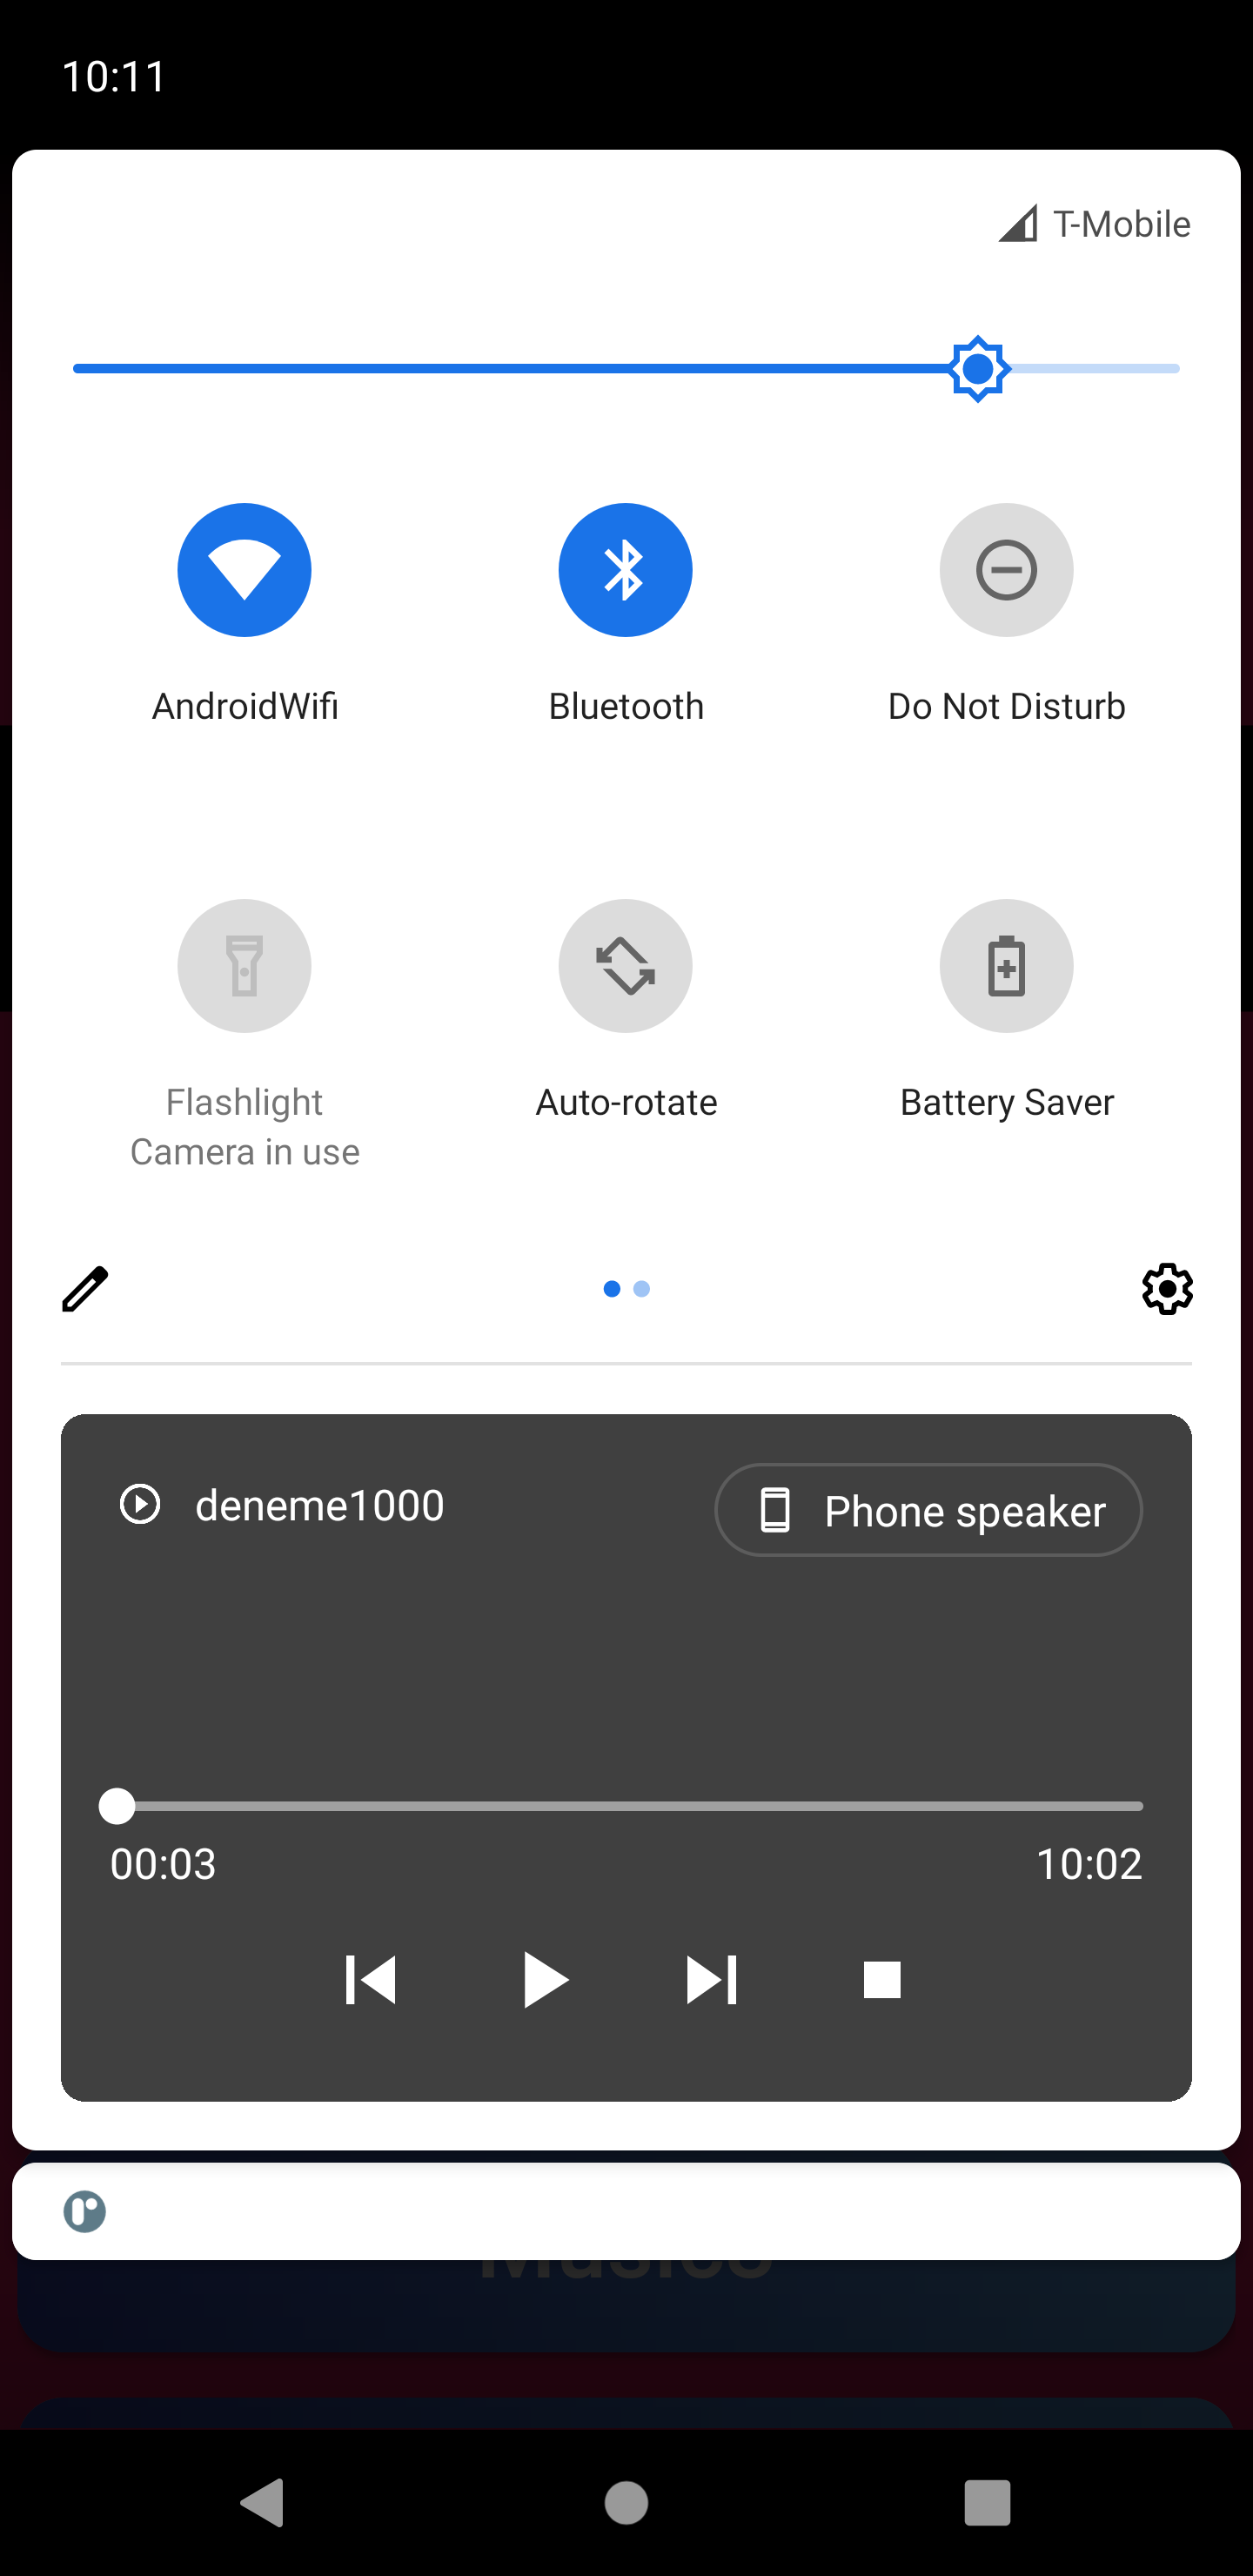 10:11
T-Mobile
AndroidWifi
Bluetooth
Do Not Disturb
Flashlight
Camera in use
Auto-rotate
Battery Saver
deneme1000
Phone speaker
00:03
10:02